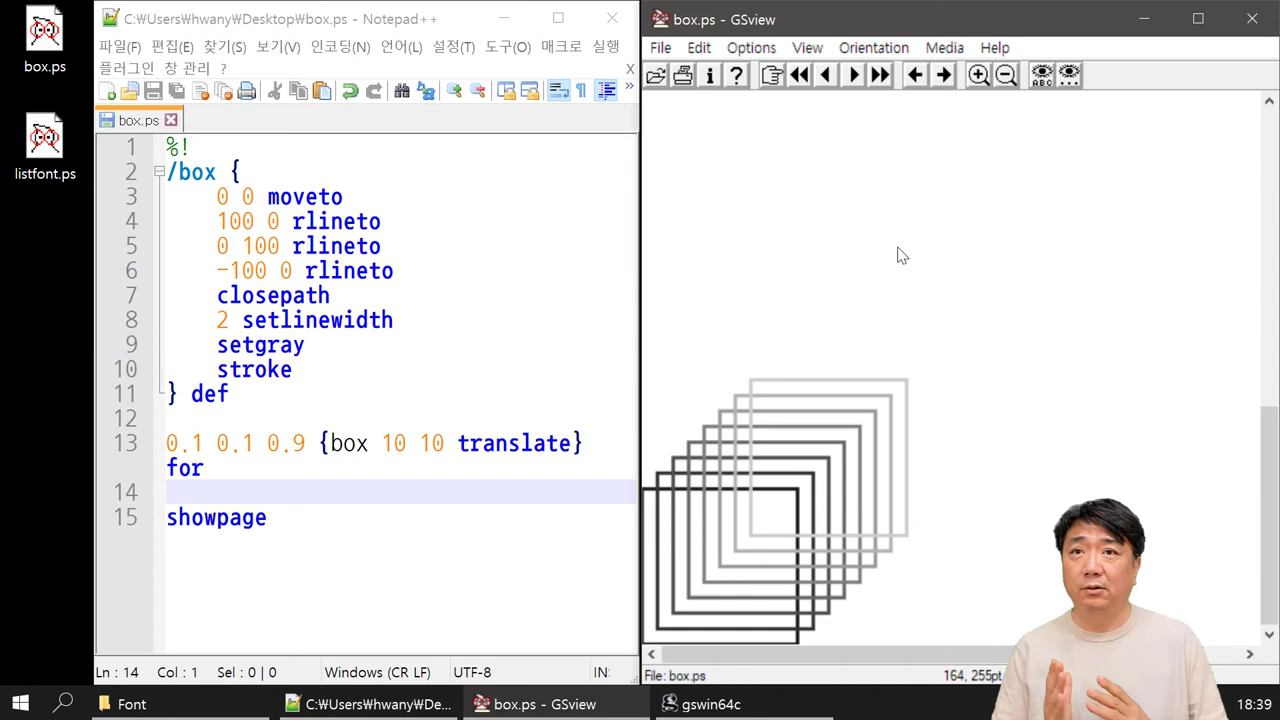 box.ps
listfont.ps
C:₩Users₩hwany₩Desktop₩box.ps - Notepad++
파일(F) 편집(E) 찾기(S) 보기(V) 인코딩(N) 언어(L) 설정(T) 도구(O) 매크로 실행
플러그인 창 관리 ? X
»
box.ps
1 %!
2 /box {
3 0 0 moveto
4 100 0 rlineto
5 0 100 rlineto
6 -100 0 rlineto
7 closepath
8 2 setlinewidth
9 setgray
10 stroke
11 } def
12
13 0.1 0.1 0.9 {box 10 10 translate}
for
14
15 showpage
Ln : 14 Col : 1 Sel : 0 | 0 Windows (CR LF) UTF-8 IN:
box.ps - GSview
File Edit Options View Orientation Media Help
ABC
File: box.ps 164, 255pt
Font
C:₩Users₩hwany₩De...
box.ps - GSview
gswin64c
18:39